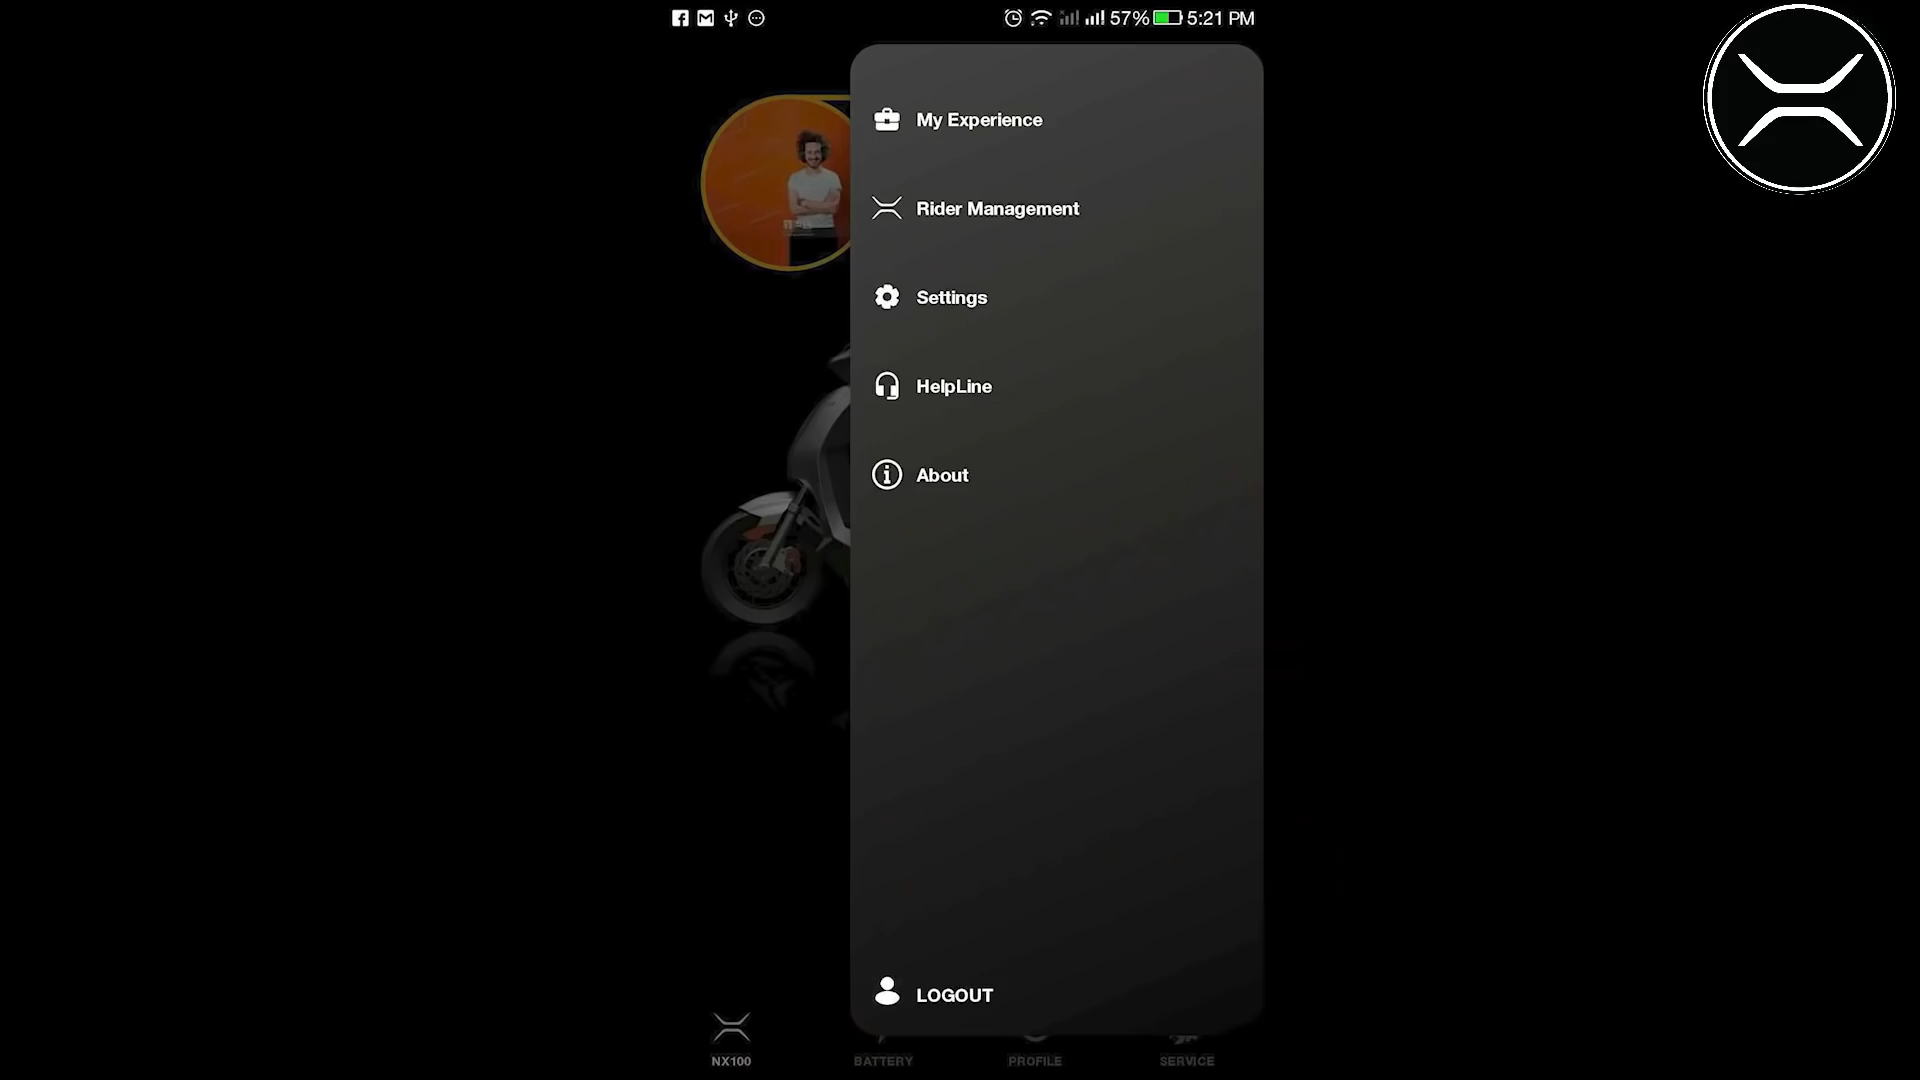 57% 5:21 PM
My Experience
Rider Management
Settings
HelpLine
About
LOGOUT
NX100
BATTERY
PROFILE
SERVICE